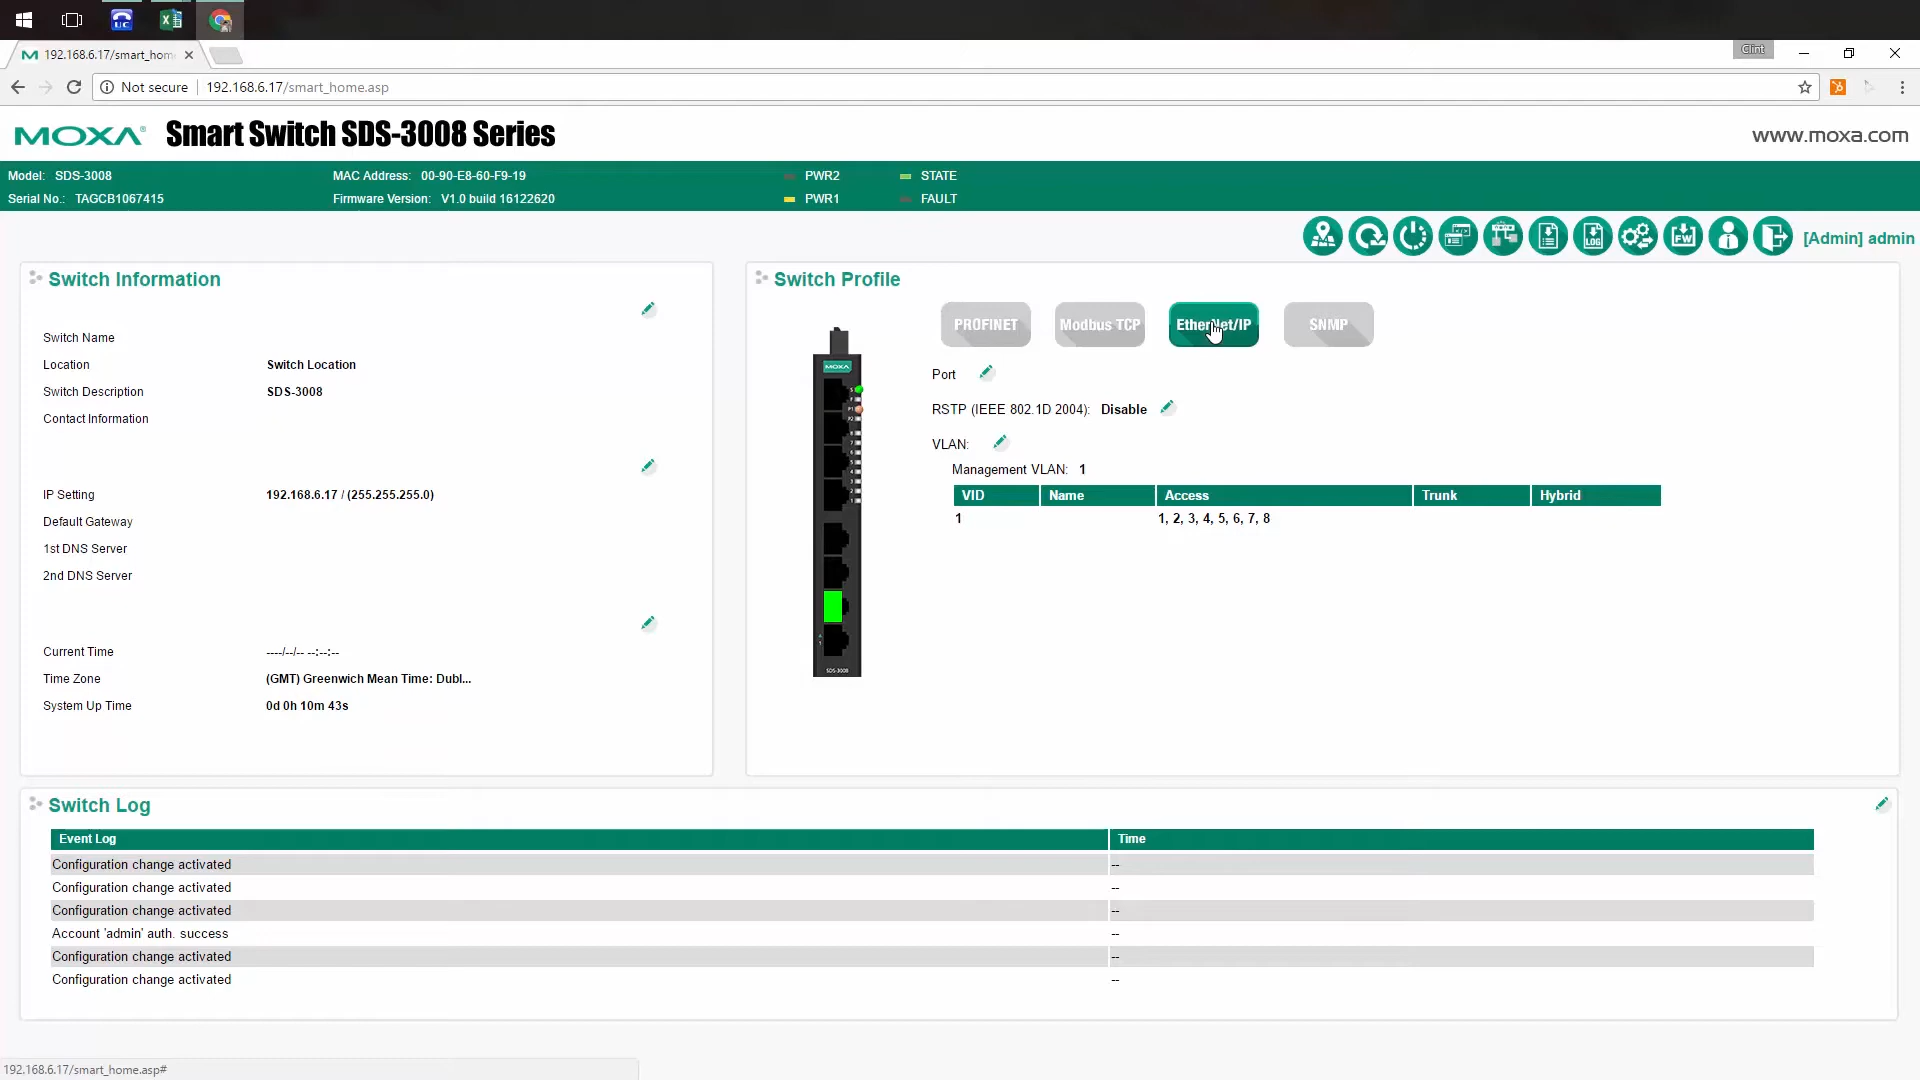 Clint
192.168.6.17/smart_hom
Not secure
192.168.6.17/smart_home.asp
MOXA
Smart Switch SDS-3008 Series
www.moxa.com
Model: SDS-3008
MAC Address: 00-90-E8-60-F9-19
PWR2
STATE
Serial No.: TAGCB1067415
Firmware Version: V1.0 build 16122620
PWR1
FAULT
LOG
FW
[Admin] admin
Switch Information
Switch Name
Location Switch Location
Switch Description SDS-3008
Contact Information
IP Setting 192.168.6.17 / (255.255.255.0)
Default Gateway
1st DNS Server
2nd DNS Server
Current Time ----/--/-- --:--:--
Time Zone (GMT) Greenwich Mean Time: Dubl...
System Up Time 0d 0h 10m 43s
Switch Profile
PROFINET
Modbus TCP
EtherNet/IP
SNMP
MOXA
SDS-3008
Port
RSTP (IEEE 802.1D 2004): Disable
VLAN:
Management VLAN: 1
VID Name Access Trunk Hybrid
1 1, 2, 3, 4, 5, 6, 7, 8
Switch Log
Event Log Time
Configuration change activated --
Configuration change activated --
Configuration change activated --
Account 'admin' auth. success --
Configuration change activated --
Configuration change activated --
192.168.6.17/smart_home.asp#